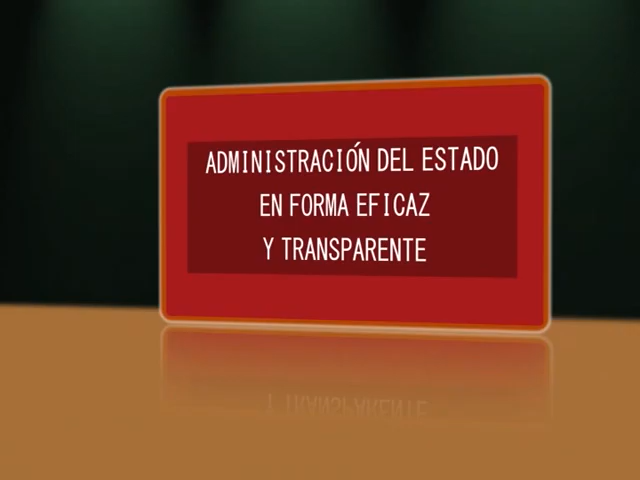 ADMINISTRACIÓN DEL ESTADO
EN FORMA EFICAZ
Y TRANSPARENTE